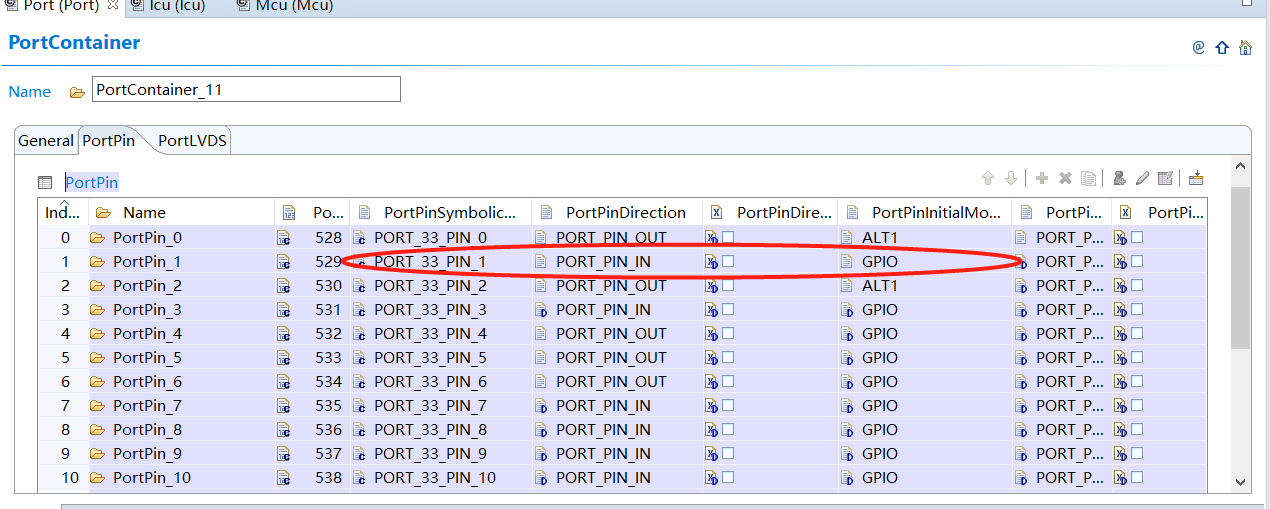 Port (Port) Icu (Icu) Mcu (Mcu)
PortContainer
Name PortContainer_11
General PortPin PortLVDS
PortPin
Ind... Name Po... PortPinSymbolic... PortPinDirection PortPinDire... PortPinInitialMo... PortPi... PortPi...
0 PortPin_0 528 PORT_33_PIN_0 PORT_PIN_OUT ALT1 PORT_P...
1 PortPin_1 529 PORT_33_PIN_1 PORT_PIN_IN GPIO PORT_P...
2 PortPin_2 530 PORT_33_PIN_2 PORT_PIN_OUT ALT1 PORT_P...
3 PortPin_3 531 PORT_33_PIN_3 PORT_PIN_IN GPIO PORT_P...
4 PortPin_4 532 PORT_33_PIN_4 PORT_PIN_OUT GPIO PORT_P...
5 PortPin_5 533 PORT_33_PIN_5 PORT_PIN_OUT GPIO PORT_P...
6 PortPin_6 534 PORT_33_PIN_6 PORT_PIN_OUT GPIO PORT_P...
7 PortPin_7 535 PORT_33_PIN_7 PORT_PIN_IN GPIO PORT_P...
8 PortPin_8 536 PORT_33_PIN_8 PORT_PIN_IN GPIO PORT_P...
9 PortPin_9 537 PORT_33_PIN_9 PORT_PIN_IN GPIO PORT_P...
10 PortPin_10 538 PORT_33_PIN_10 PORT_PIN_IN GPIO PORT_P...